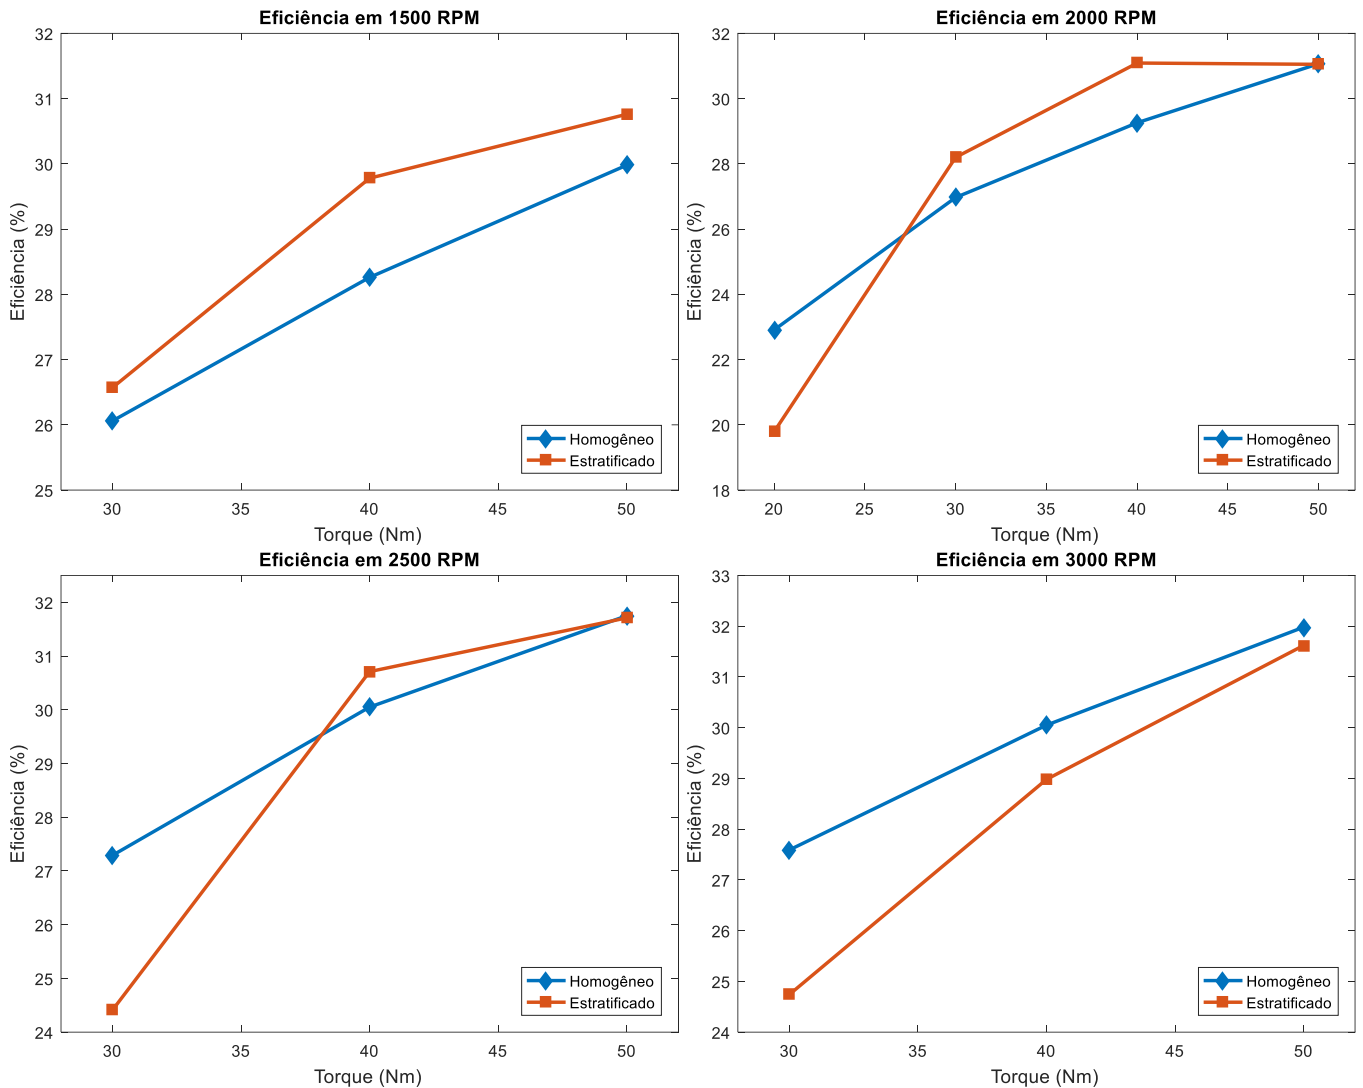 Eficiência em 1500 RPM
32
31
30
29
28
27
26
25
Eficiência (%)
30
35
40
45
50
Torque (Nm)
Homogêneo
Estratificado
Eficiência em 2000 RPM
32
30
28
26
24
22
20
18
Eficiência (%)
20
25
30
35
40
45
50
Torque (Nm)
Homogêneo
Estratificado
Eficiência em 2500 RPM
32
31
30
29
28
27
26
25
24
Eficiência (%)
30
35
40
45
50
Torque (Nm)
Homogêneo
Estratificado
Eficiência em 3000 RPM
33
32
31
30
29
28
27
26
25
24
Eficiência (%)
30
35
40
45
50
Torque (Nm)
Homogêneo
Estratificado